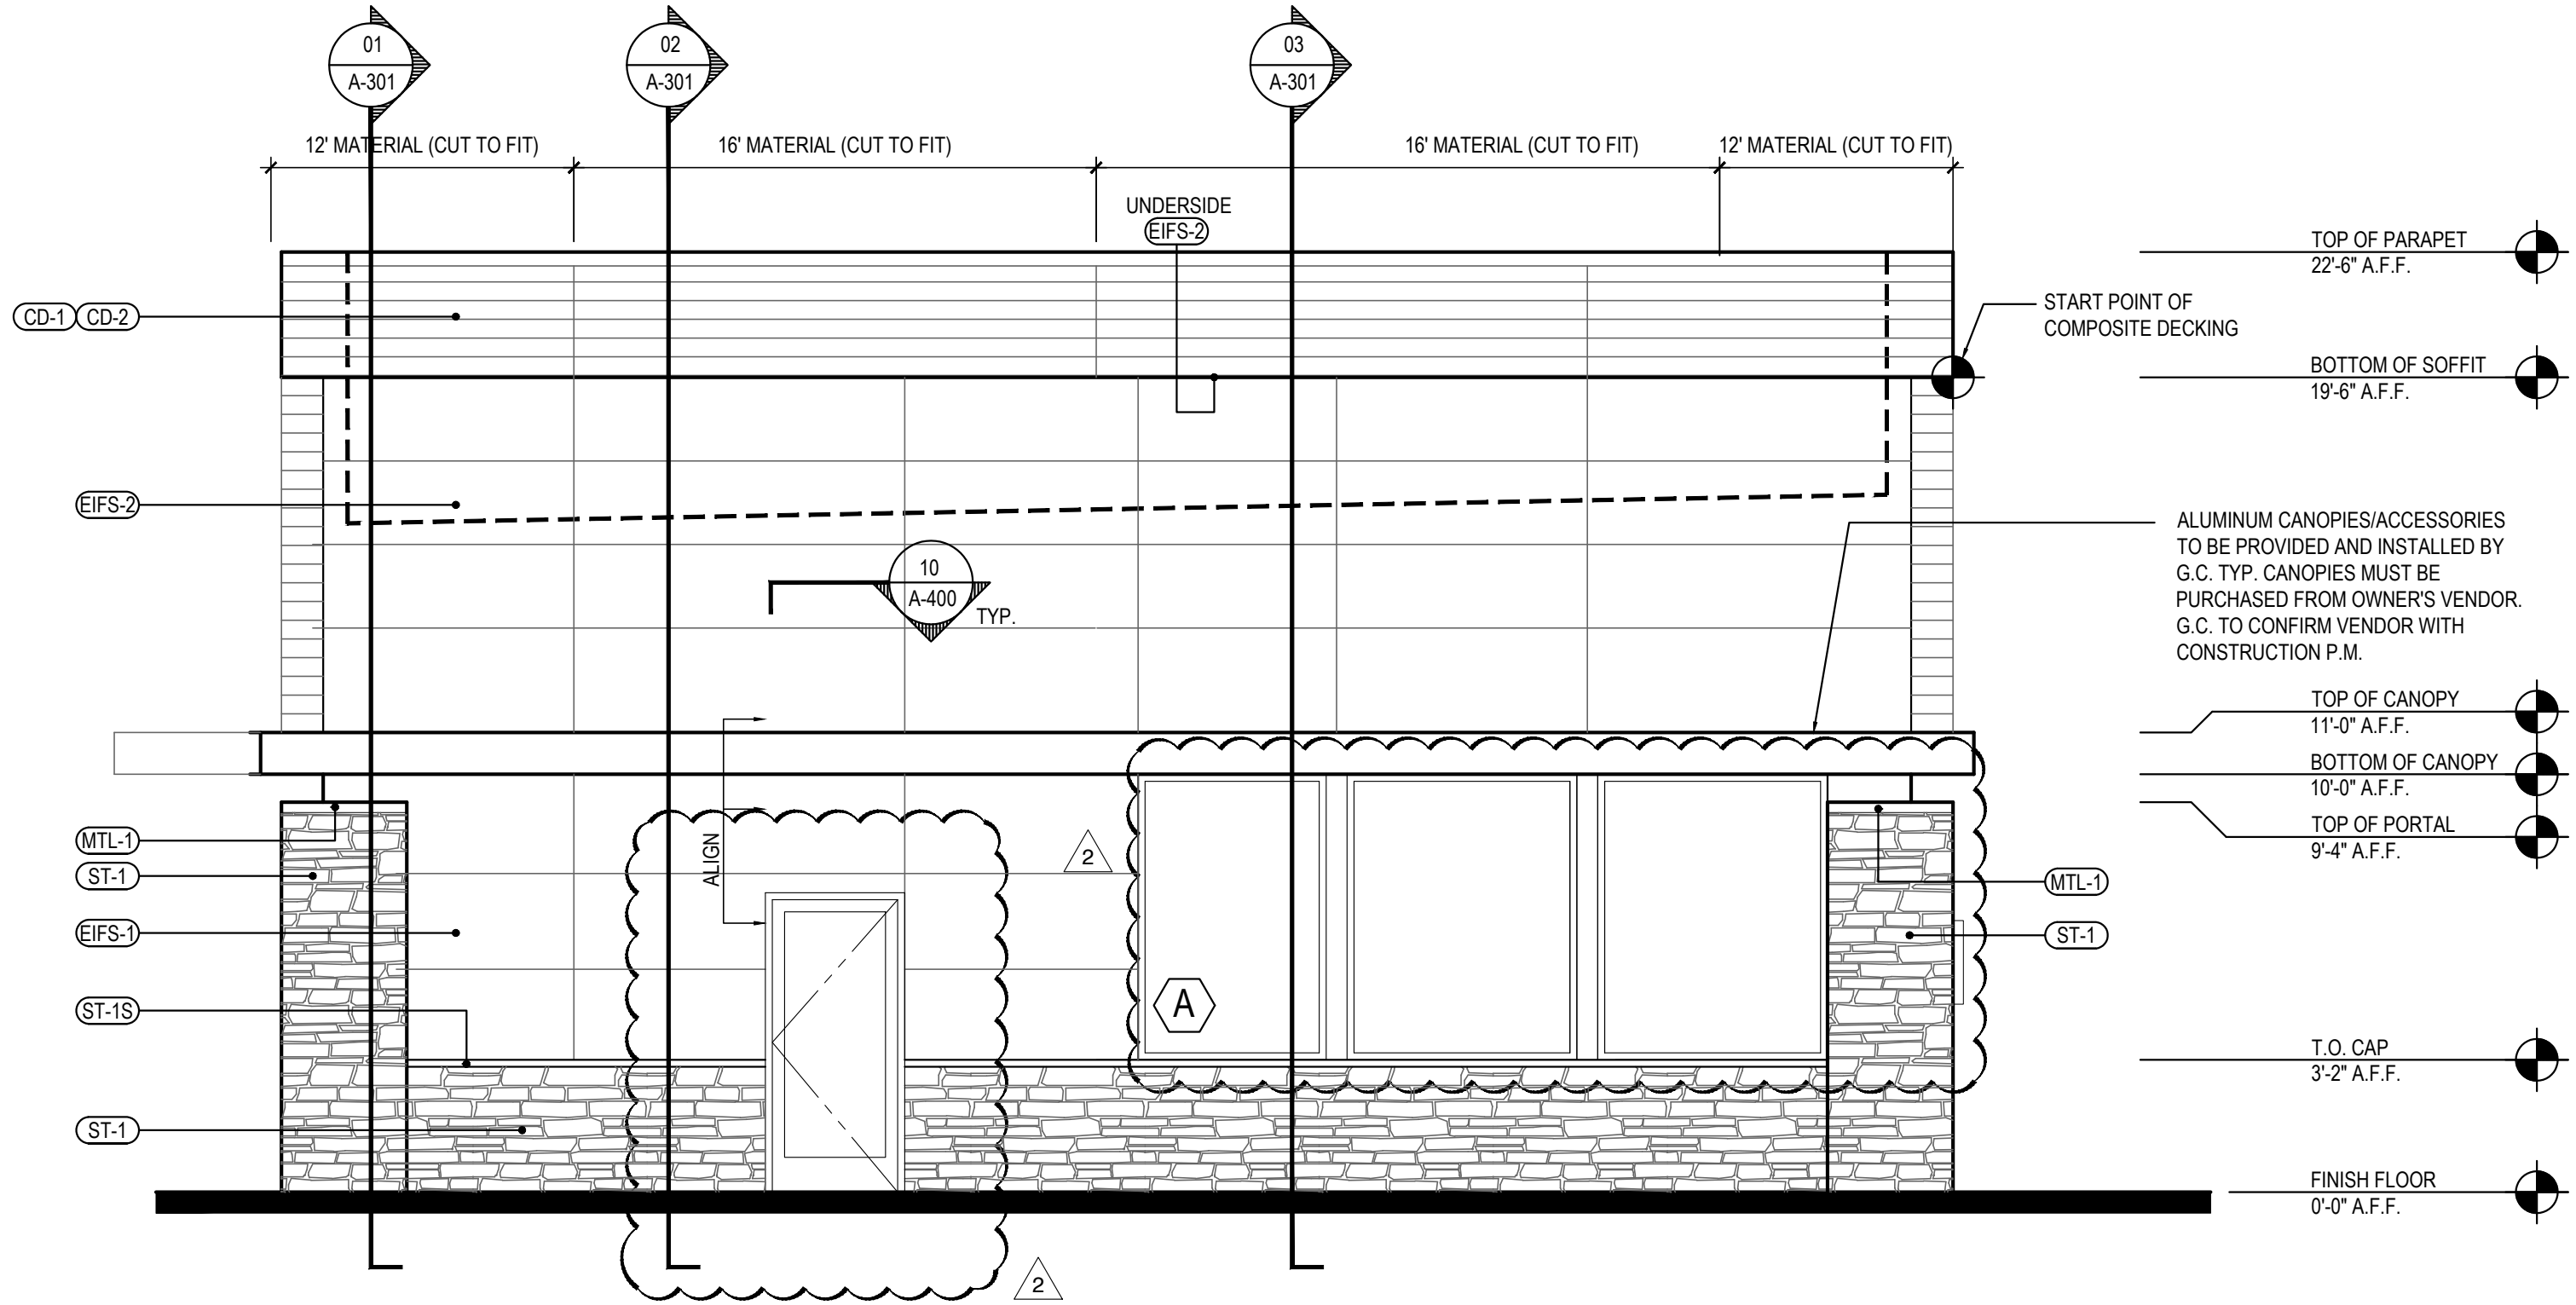 01
A-301
02
A-301
03
A-301
12' MATERIAL (CUT TO FIT)
16' MATERIAL (CUT TO FIT)
16' MATERIAL (CUT TO FIT)
12' MATERIAL (CUT TO FIT)
UNDERSIDE
EIFS-2
TOP OF PARAPET
22'-6" A.F.F.
CD-1 CD-2
START POINT OF
COMPOSITE DECKING
BOTTOM OF SOFFIT
19'-6" A.F.F.
EIFS-2
10
A-400
TYP.
ALUMINUM CANOPIES/ACCESSORIES
TO BE PROVIDED AND INSTALLED BY
G.C. TYP. CANOPIES MUST BE
PURCHASED FROM OWNER'S VENDOR.
G.C. TO CONFIRM VENDOR WITH
CONSTRUCTION P.M.
TOP OF CANOPY
11'-0" A.F.F.
BOTTOM OF CANOPY
10'-0" A.F.F.
TOP OF PORTAL
9'-4" A.F.F.
MTL-1
ST-1
ALIGN
2
MTL-1
EIFS-1
ST-1
ST-1S
A
T.O. CAP
3'-2" A.F.F.
ST-1
FINISH FLOOR
0'-0" A.F.F.
2